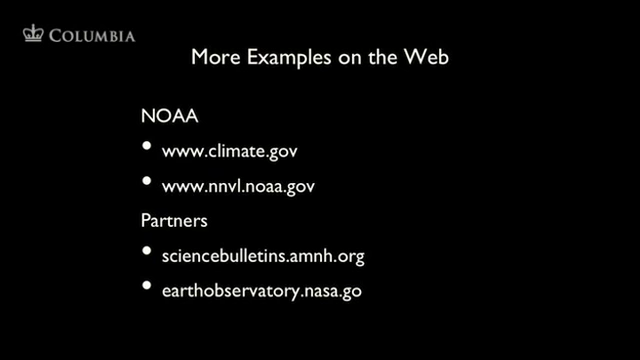 COLUMBIA
More Examples on the Web
NOAA
• www.climate.gov
• www.nnvl.noaa.gov
Partners
• sciencebulletins.amnh.org
• earthobservatory.nasa.go